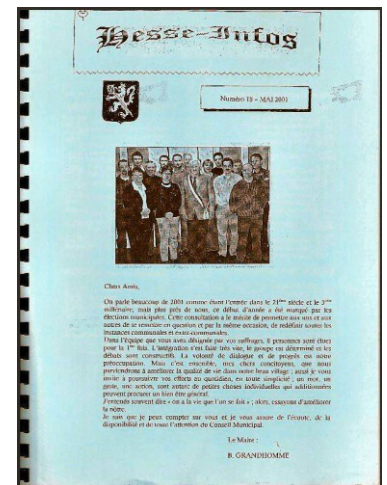 Hesse-Infos
Numéro 18 - MAI 2001
Chers Amis,
On parle beaucoup de 2001 comme étant l'entrée dans le 21ème siècle et le 3ème
millénaire, mais plus près de nous, ce début d'année a été marqué par les
élections municipales. Cette consultation a le mérite de permettre aux uns et aux
autres de se remettre en question et par la même occasion, de redéfinir toutes les
instances communales et extra-communales.
Dans l'équipe que vous avez désignée par vos suffrages, 8 personnes sont élues
pour la 1ère fois. L'intégration s'est faite très vite, le groupe est déterminé et les
débats sont constructifs. La volonté de dialogue et de progrès est notre
préoccupation. Mais c'est ensemble, mes chers concitoyens, que nous
parviendrons à améliorer la qualité de vie dans notre beau village ; aussi je vous
invite à poursuivre vos efforts au quotidien, en toute simplicité ; un mot, un
geste, une action, sont autant de petites choses individuelles qui additionnées
peuvent procurer un bien être général.
J'entends souvent dire « on a la vie que l'on se fait » ; alors, essayons d'améliorer
la nôtre.
Je sais que je peux compter sur vous et je vous assure de l'écoute, de la
disponibilité et de toute l'attention du Conseil Municipal.
Le Maire :
B. GRANDHOMME